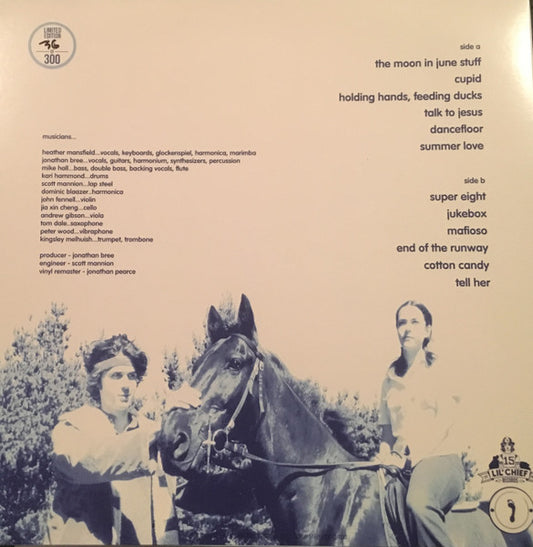 LIMITED
EDITION
36
OF
300
side a
the moon in june stuff
cupid
holding hands, feeding ducks
talk to jesus
dancefloor
summer love
side b
super eight
jukebox
mafioso
end of the runway
cotton candy
tell her
musicians...
heather mansfield...vocals, keyboards, glockenspiel, harmonica, marimba
jonathan bree...vocals, guitars, harmonium, synthesizers, percussion
mike hall...bass, double bass, backing vocals, flute
karl hammond...drums
scott mannion...lap steel
dominic blaazer..harmonica
john fennell...violin
jia xin cheng...cello
andrew gibson...viola
tom dale..saxophone
peter wood...vibraphone
kingsley melhuish...trumpet, trombone
producer - jonathan bree
engineer - scott mannion
vinyl remaster - jonathan pearce
15
LIL' CHIEF
RECORDS